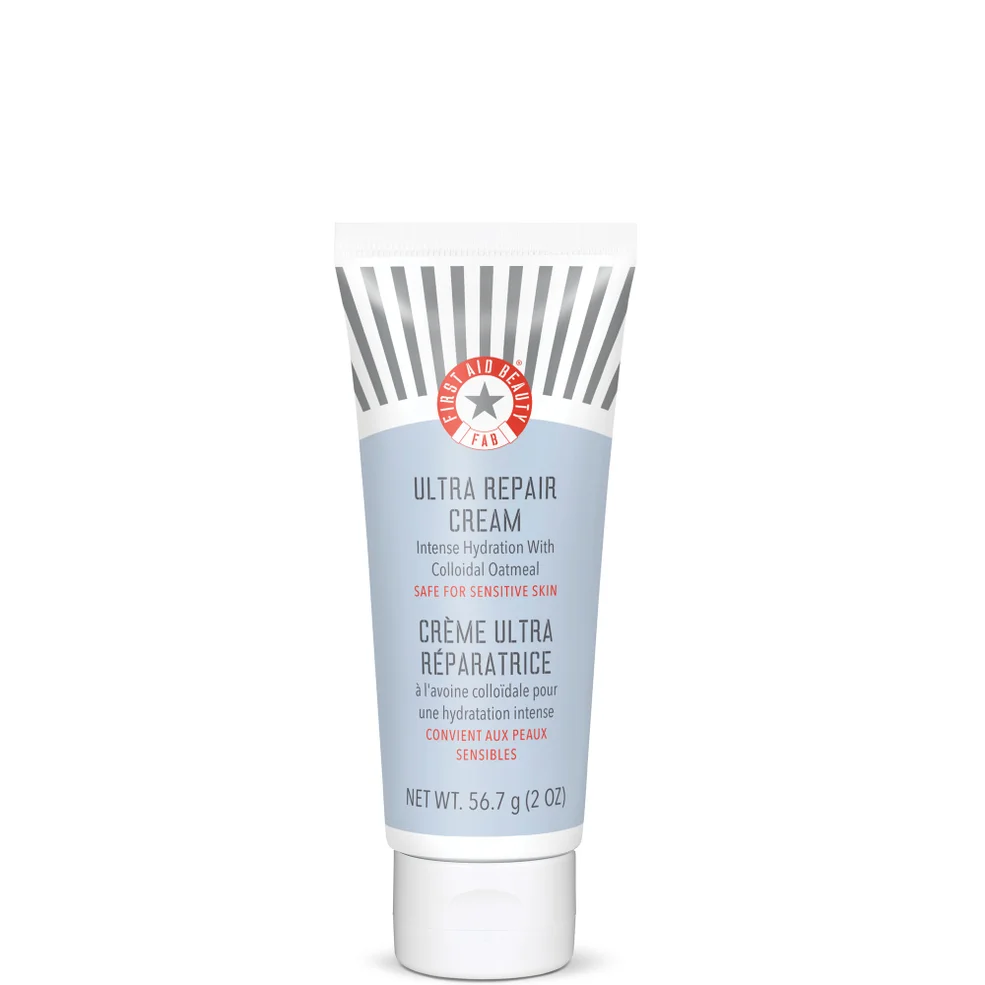 FIRST AID BEAUTY®
FAB
ULTRA REPAIR
CREAM
Intense Hydration With
Colloidal Oatmeal
SAFE FOR SENSITIVE SKIN
CRÈME ULTRA
RÉPARATRICE
à l'avoine colloïdale pour
une hydratation intense
CONVIENT AUX PEAUX
SENSIBLES
NET WT. 56.7 g (2 OZ)